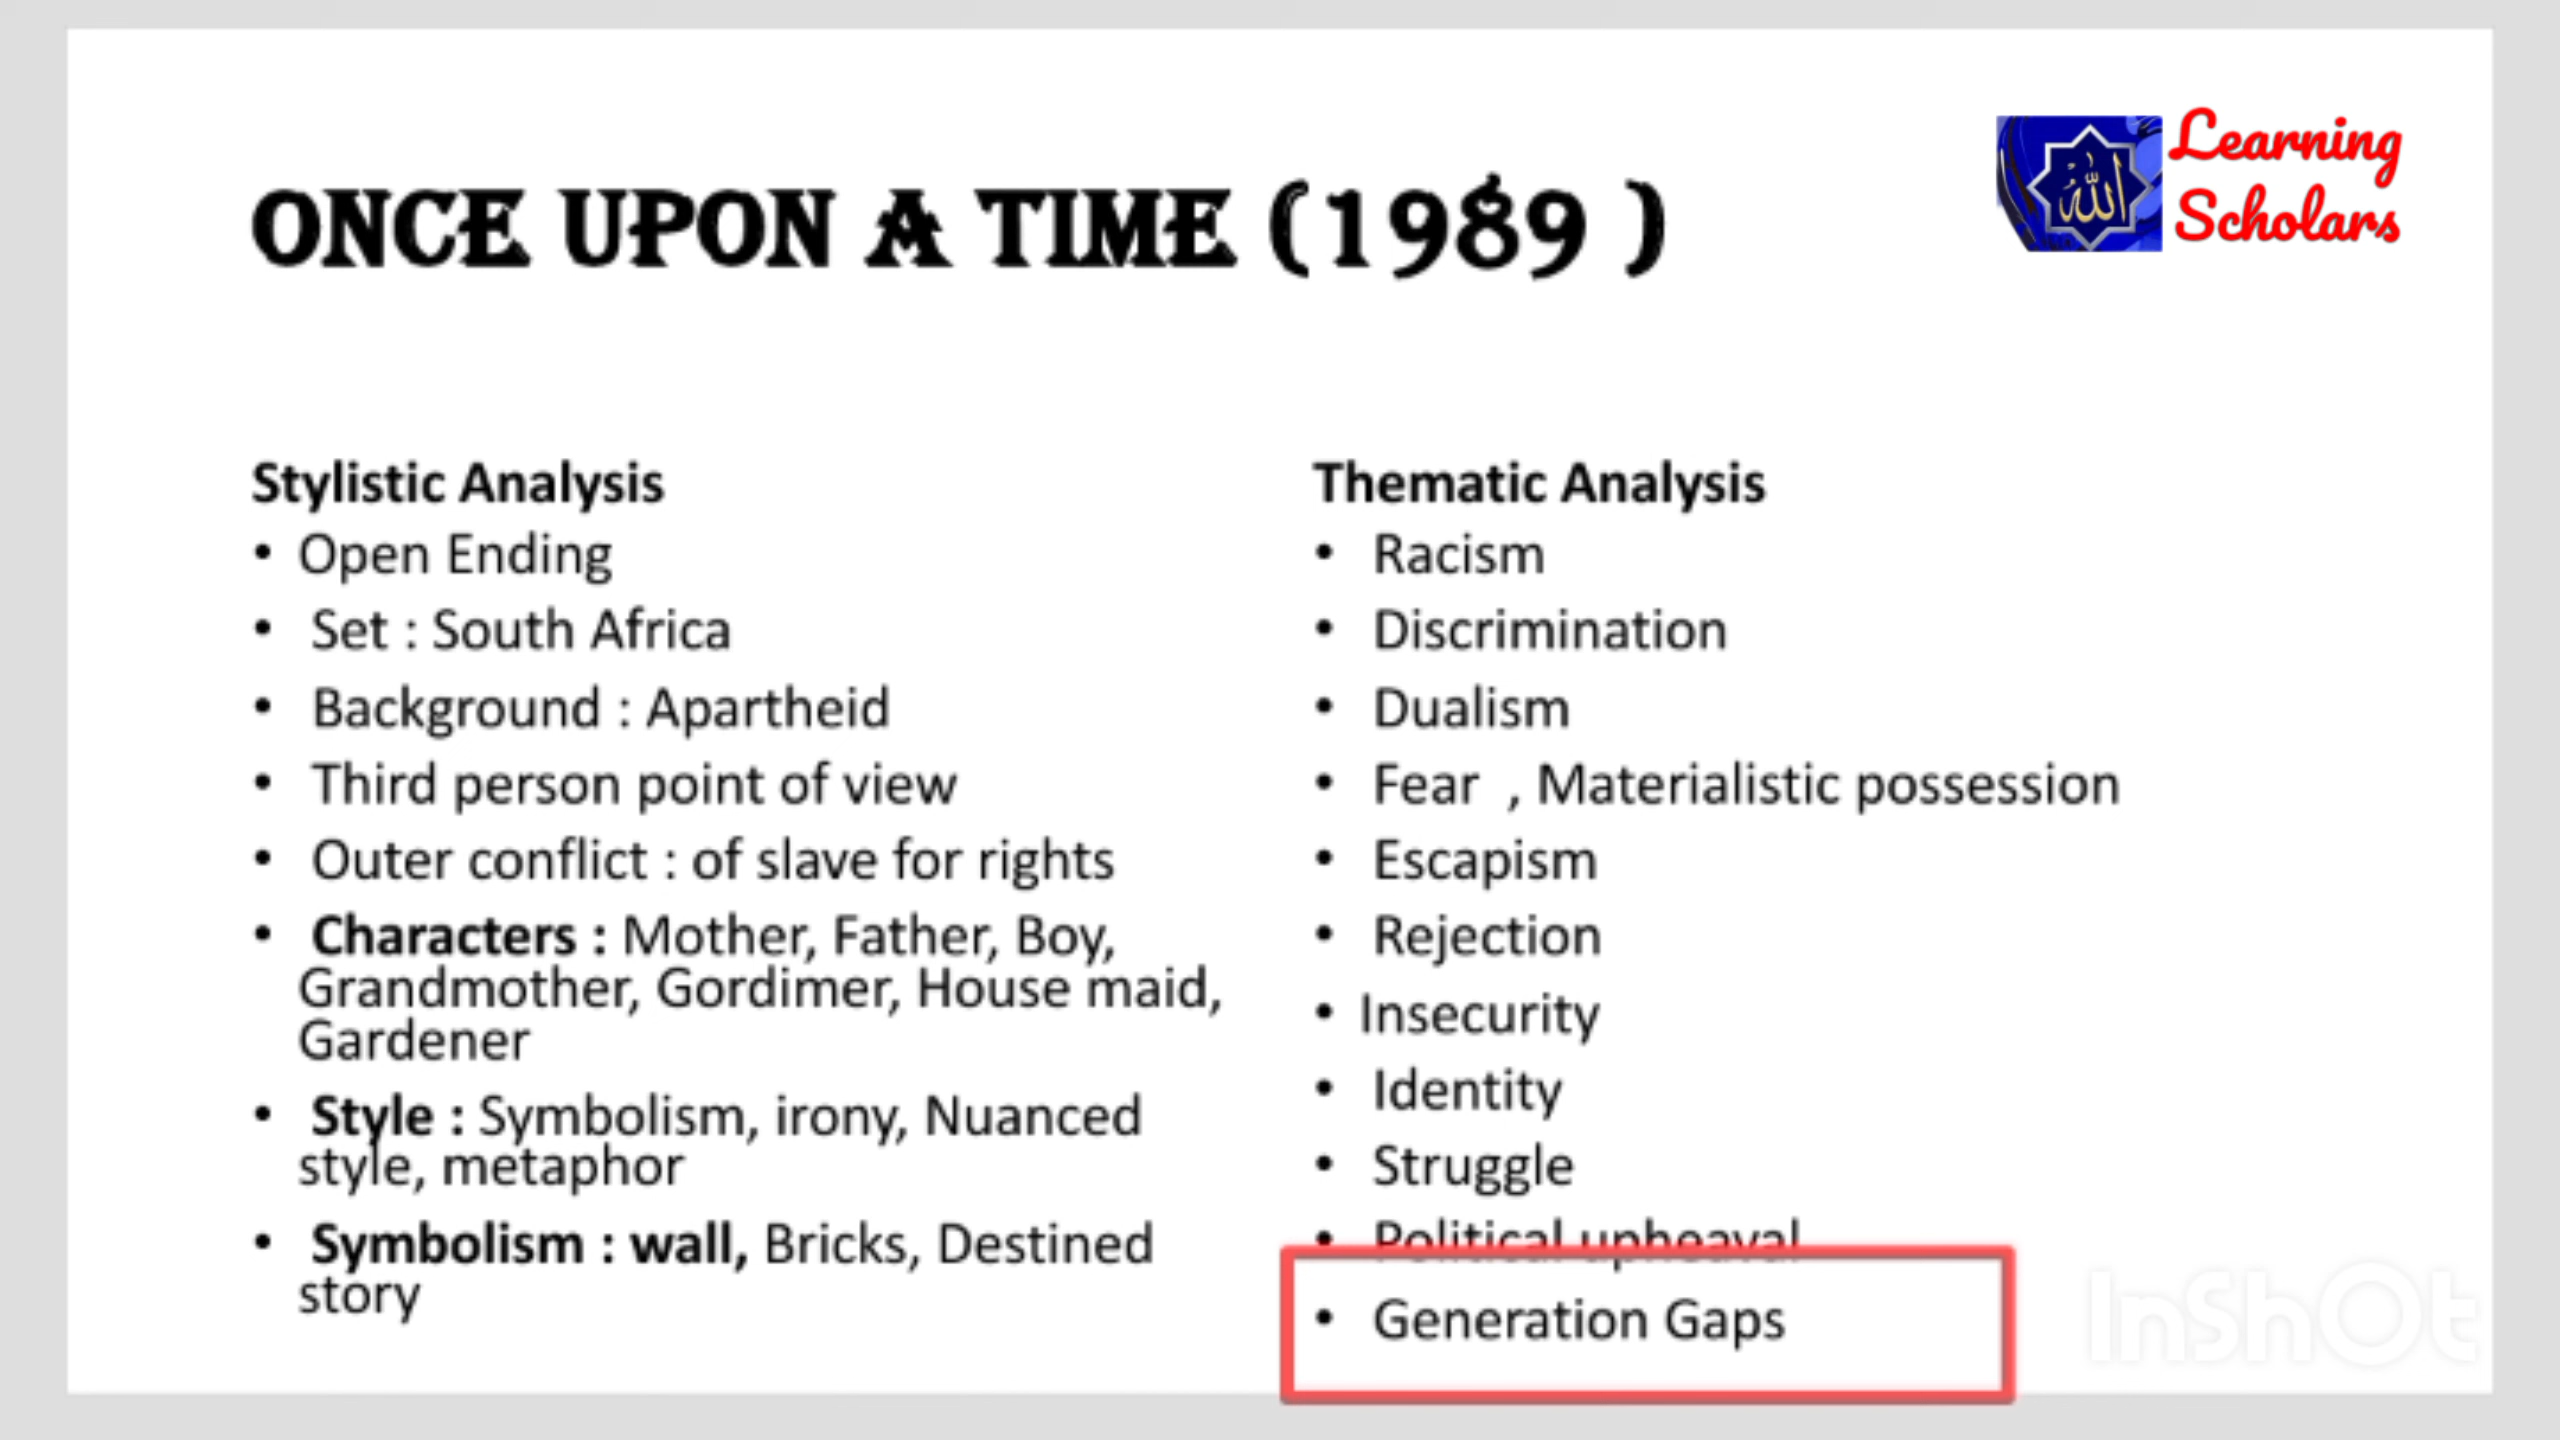 ONCE UPON A TIME (1989 )
Learning
Scholars
الله
Stylistic Analysis
• Open Ending
• Set : South Africa
• Background : Apartheid
• Third person point of view
• Outer conflict : of slave for rights
• Characters : Mother, Father, Boy,
Grandmother, Gordimer, House maid,
Gardener
• Style : Symbolism, irony, Nuanced
style, metaphor
• Symbolism : wall, Bricks, Destined
story
Thematic Analysis
• Racism
• Discrimination
• Dualism
• Fear , Materialistic possession
• Escapism
• Rejection
• Insecurity
• Identity
• Struggle
• Political upheaval
• Generation Gaps
InShOt